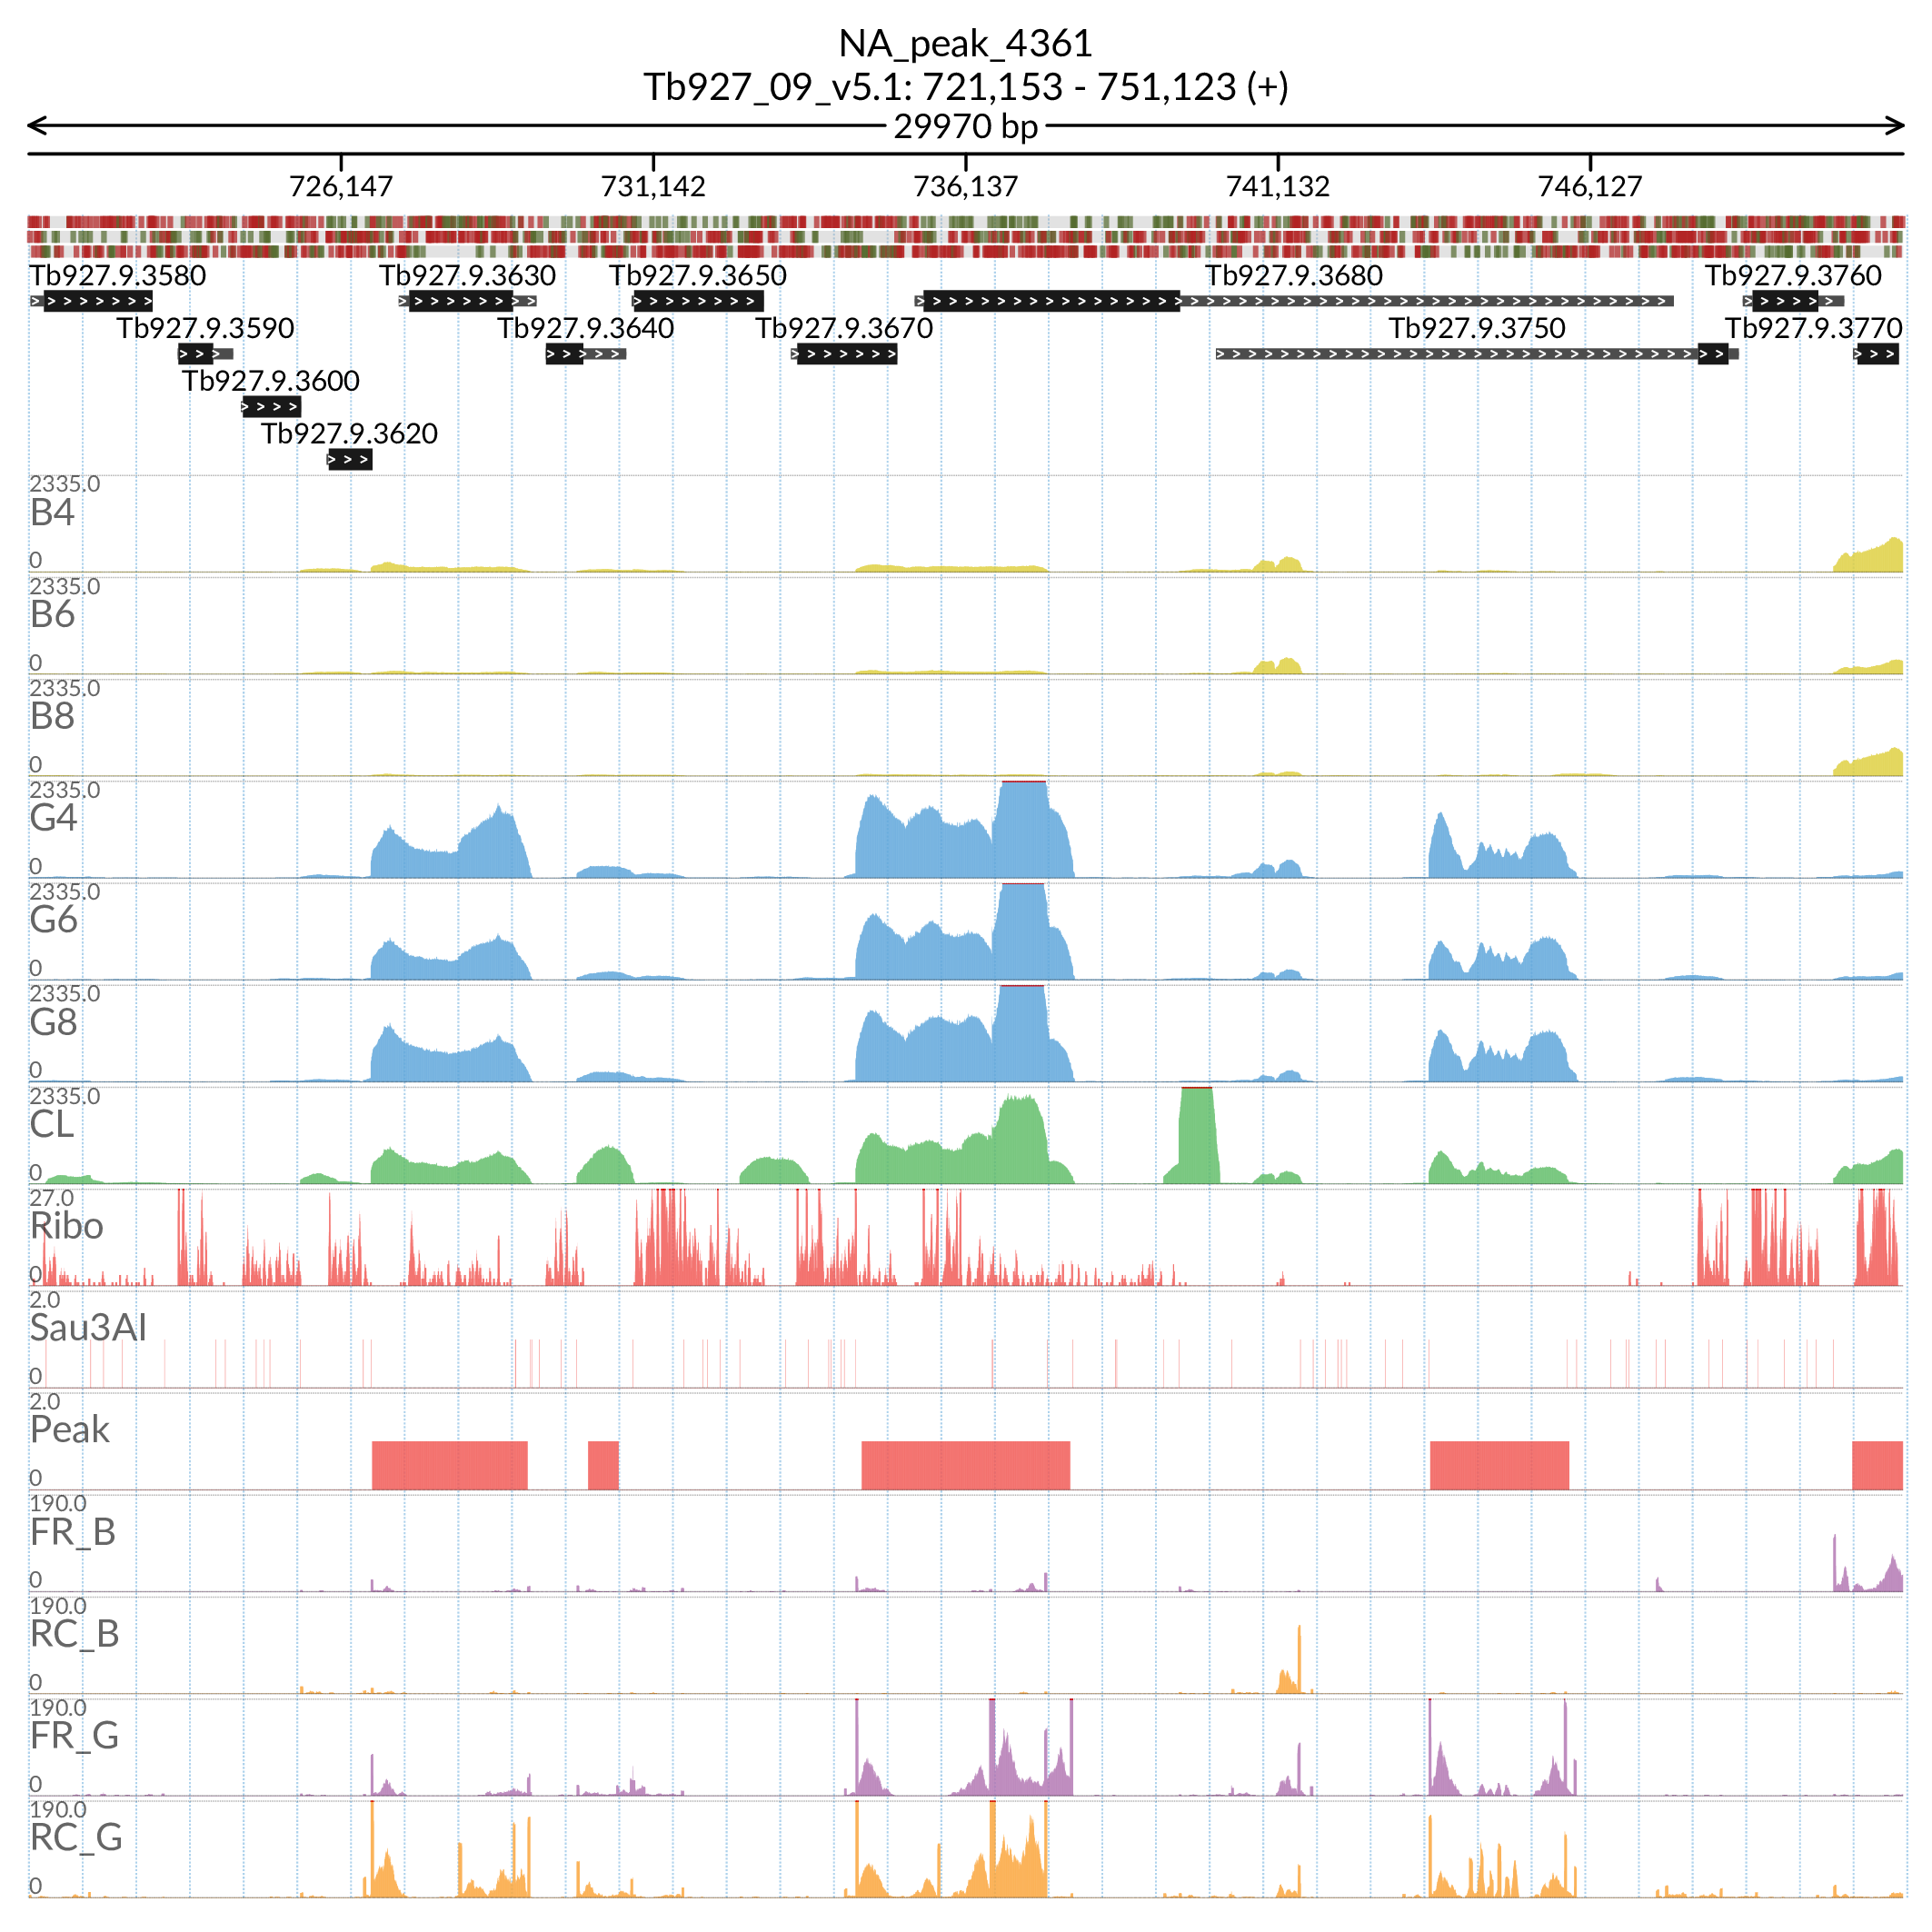 NA_peak_4361
Tb927_09_v5.1: 721,153 - 751,123 (+)
29970 bp
726,147 731,142 736,137 741,132 746,127
Tb927.9.3580 Tb927.9.3630 Tb927.9.3650 Tb927.9.3680 Tb927.9.3760
Tb927.9.3590 Tb927.9.3640 Tb927.9.3670 Tb927.9.3750 Tb927.9.3770
Tb927.9.3600
Tb927.9.3620
2335.0
B4
0
2335.0
B6
0
2335.0
B8
0
2335.0
G4
0
2335.0
G6
0
2335.0
G8
0
2335.0
CL
0
27.0
Ribo
0
2.0
Sau3AI
0
2.0
Peak
0
190.0
FR_B
0
190.0
RC_B
0
190.0
FR_G
0
190.0
RC_G
0